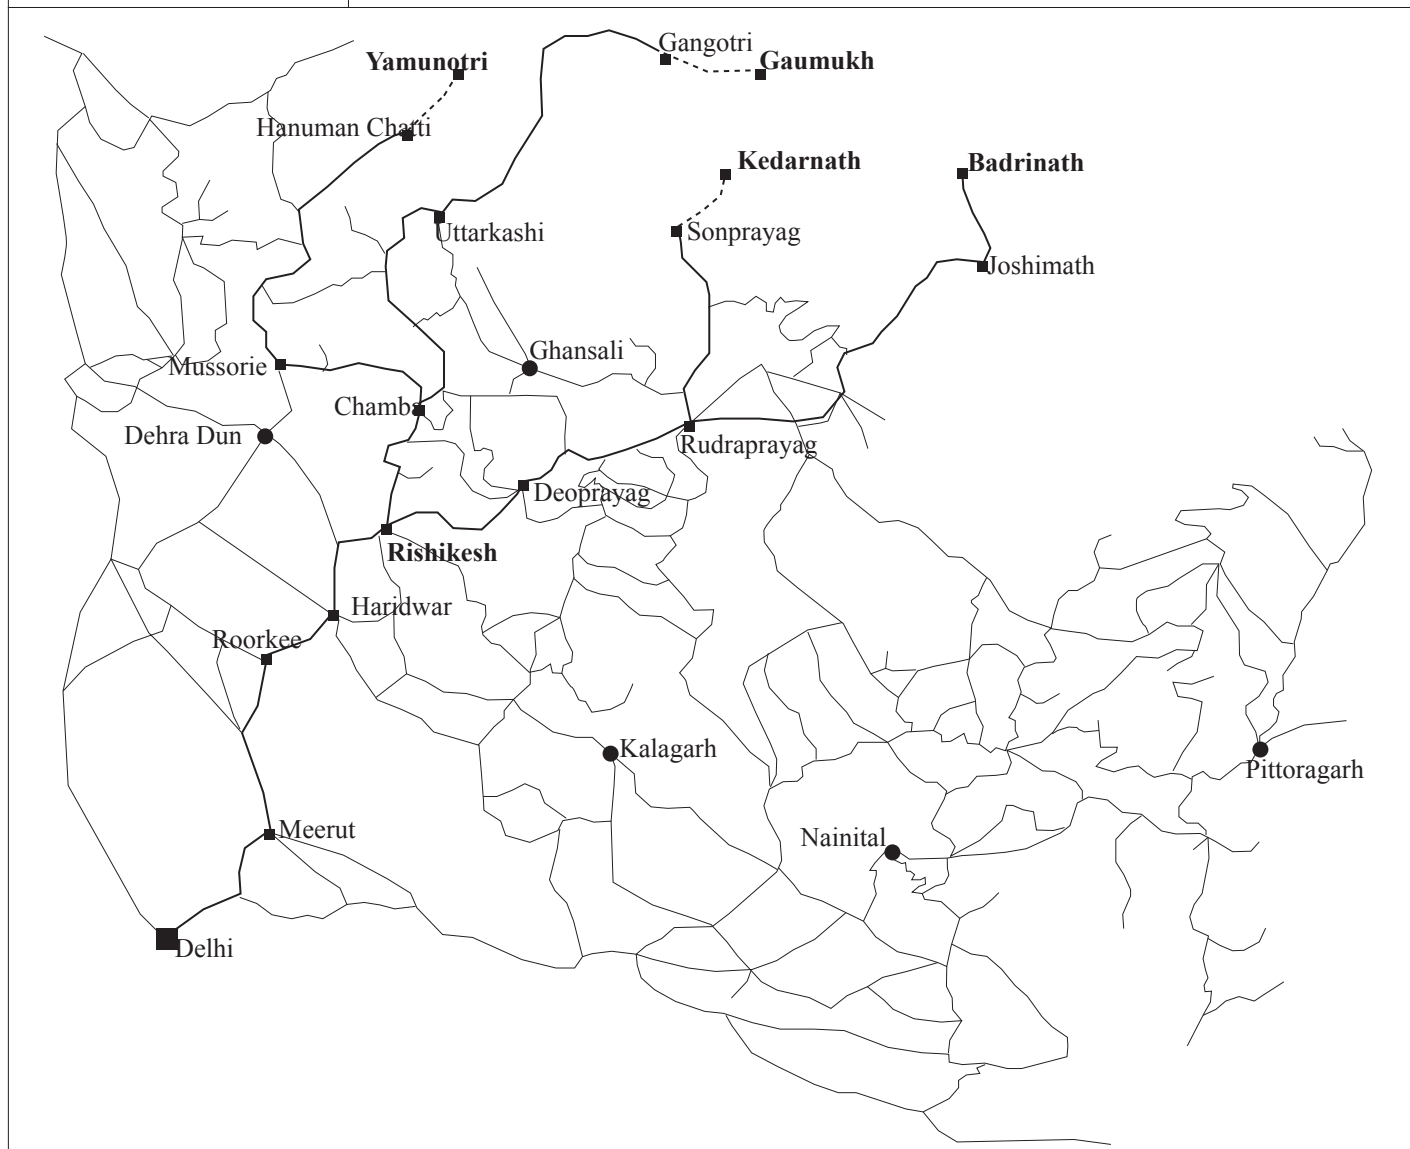 Gangotri
Yamunotri
Gaumukh
Hanuman Chatti
Kedarnath
Badrinath
Uttarkashi
Sonprayag
Joshimath
Ghansali
Mussorie
Chamba
Dehra Dun
Rudraprayag
Deoprayag
Rishikesh
Haridwar
Roorkee
Kalagarh
Pittoragarh
Meerut
Nainital
Delhi